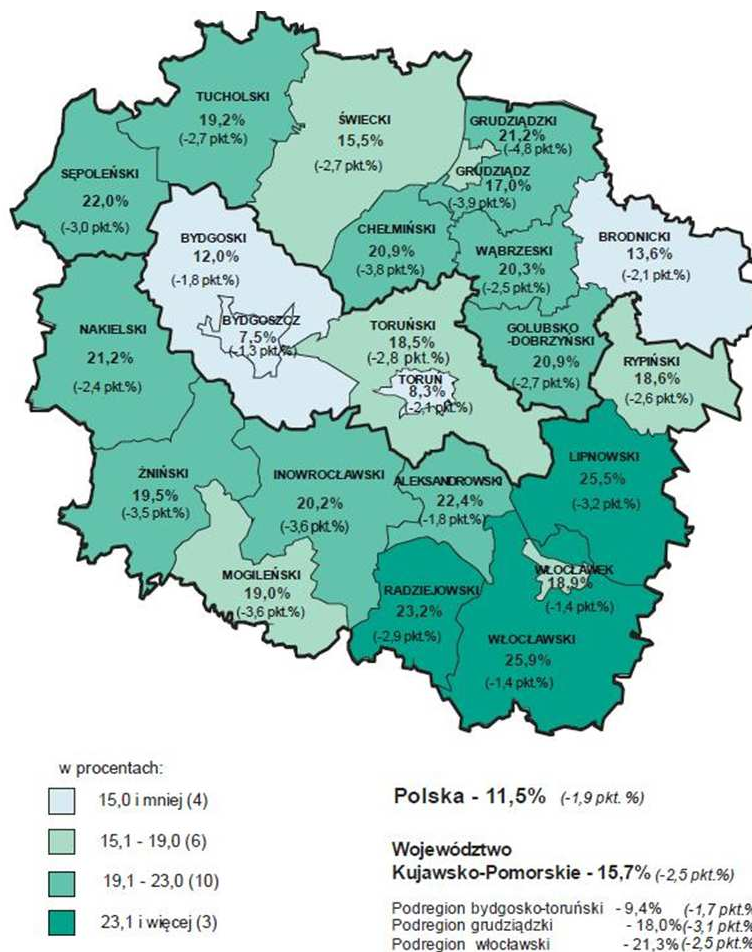 TUCHOLSKI
19,2%
(-2,7 pkt.%)
ŚWIECKI
15,5%
(-2,7 pkt.%)
GRUDZIĄDZKI
21,2%
(-4,8 pkt.%)
GRUDZIĄDZ
17,0%
(-3,9 pkt.%)
SĘPOLEŃSKI
22,0%
(-3,0 pkt.%)
BYDGOSKI
12,0%
(-1,8 pkt.%)
CHEŁMIŃSKI
20,9%
(-3,8 pkt.%)
WĄBRZESKI
20,3%
(-2,5 pkt.%)
BRODNICKI
13,6%
(-2,1 pkt.%)
NAKIELSKI
21,2%
(-2,4 pkt.%)
BYDGOSZCZ
7,5%
(-1,3 pkt.%)
TORUŃSKI
18,5%
(-2,8 pkt.%)
TORUŃ
8,3%
(-2,1 pkt.%)
GOLUBSKO
-DOBRZYŃSKI
20,9%
(-2,7 pkt.%)
RYPIŃSKI
18,6%
(-2,6 pkt.%)
ŻNIŃSKI
19,5%
(-3,5 pkt.%)
INOWROCŁAWSKI
20,2%
(-3,6 pkt.%)
ALEKSANDROWSKI
22,4%
(-1,8 pkt.%)
LIPNOWSKI
25,5%
(-3,2 pkt.%)
MOGILEŃSKI
19,0%
(-3,6 pkt.%)
RADZIEJOWSKI
23,2%
(-2,9 pkt.%)
WŁOCŁAWEK
18,9%
(-1,4 pkt.%)
WŁOCŁAWSKI
25,9%
(-1,4 pkt.%)
w procentach:
15,0 i mniej (4)
15,1 - 19,0 (6)
19,1 - 23,0 (10)
23,1 i więcej (3)
Polska - 11,5% (-1,9 pkt. %)
Województwo
Kujawsko-Pomorskie - 15,7% (-2,5 pkt.%)
Podregion bydgosko-toruński - 9,4% (-1,7 pkt.%
Podregion grudziądzki - 18,0% (-3,1 pkt.%)
Podregion włocławski - 21,3% (-2,5 pkt.%)